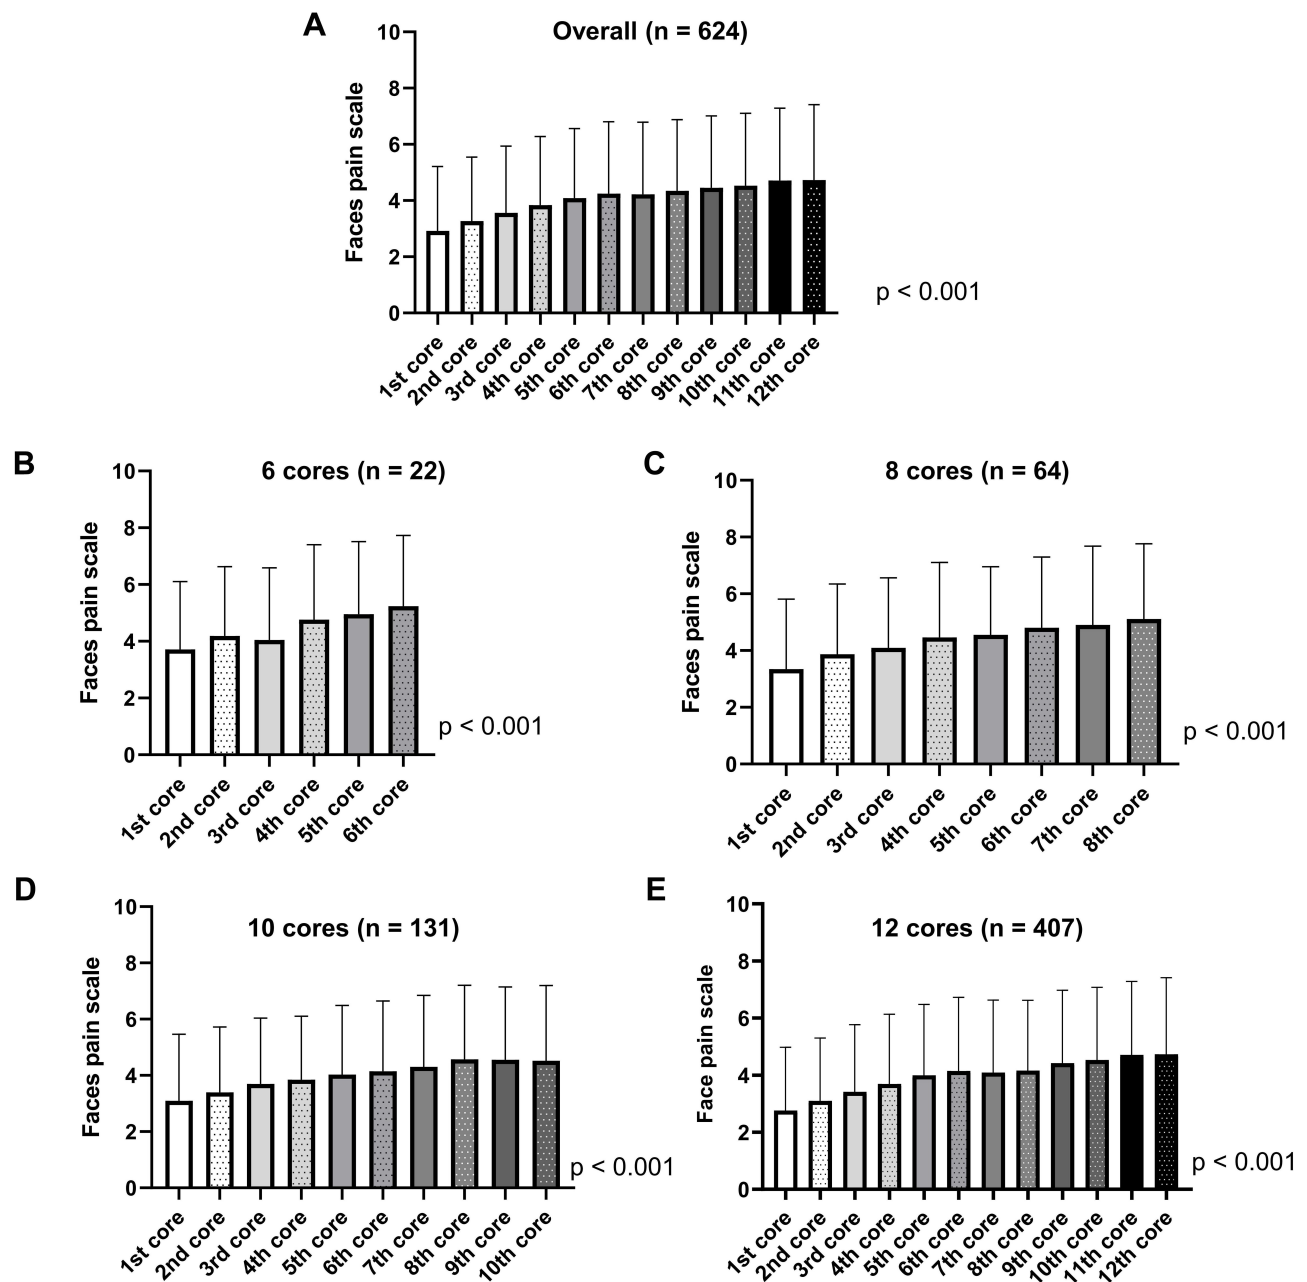 A
Overall (n = 624)
Faces pain scale
10
8
6
4
2
0
1st core
2nd core
3rd core
4th core
5th core
6th core
7th core
8th core
9th core
10th core
11th core
12th core
p < 0.001
B
6 cores (n = 22)
Faces pain scale
10
8
6
4
2
0
1st core
2nd core
3rd core
4th core
5th core
6th core
p < 0.001
C
8 cores (n = 64)
Faces pain scale
10
8
6
4
2
0
1st core
2nd core
3rd core
4th core
5th core
6th core
7th core
8th core
p < 0.001
D
10 cores (n = 131)
Faces pain scale
10
8
6
4
2
0
1st core
2nd core
3rd core
4th core
5th core
6th core
7th core
8th core
9th core
10th core
p < 0.001
E
12 cores (n = 407)
Face pain scale
10
8
6
4
2
0
1st core
2nd core
3rd core
4th core
5th core
6th core
7th core
8th core
9th core
10th core
11th core
12th core
p < 0.001